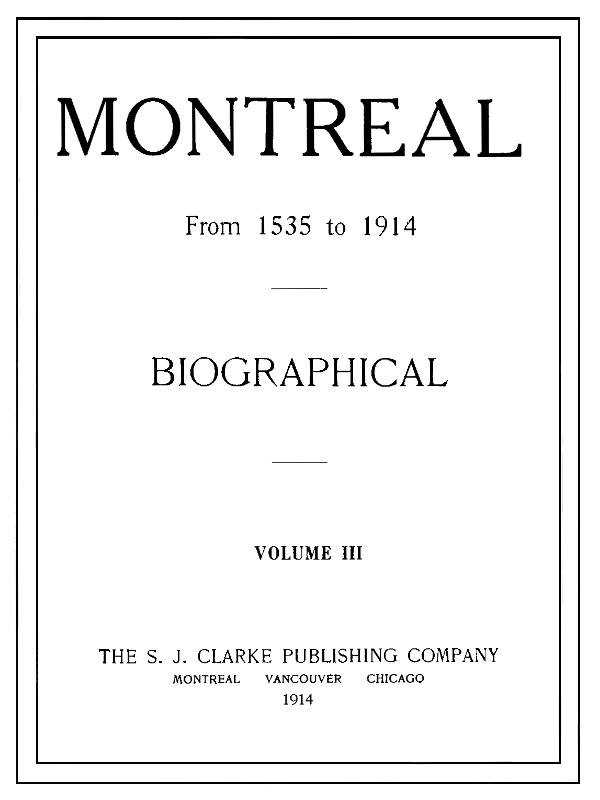 MONTREAL
From 1535 to 1914
BIOGRAPHICAL
VOLUME III
THE S. J. CLARKE PUBLISHING COMPANY
MONTREAL VANCOUVER CHICAGO
1914